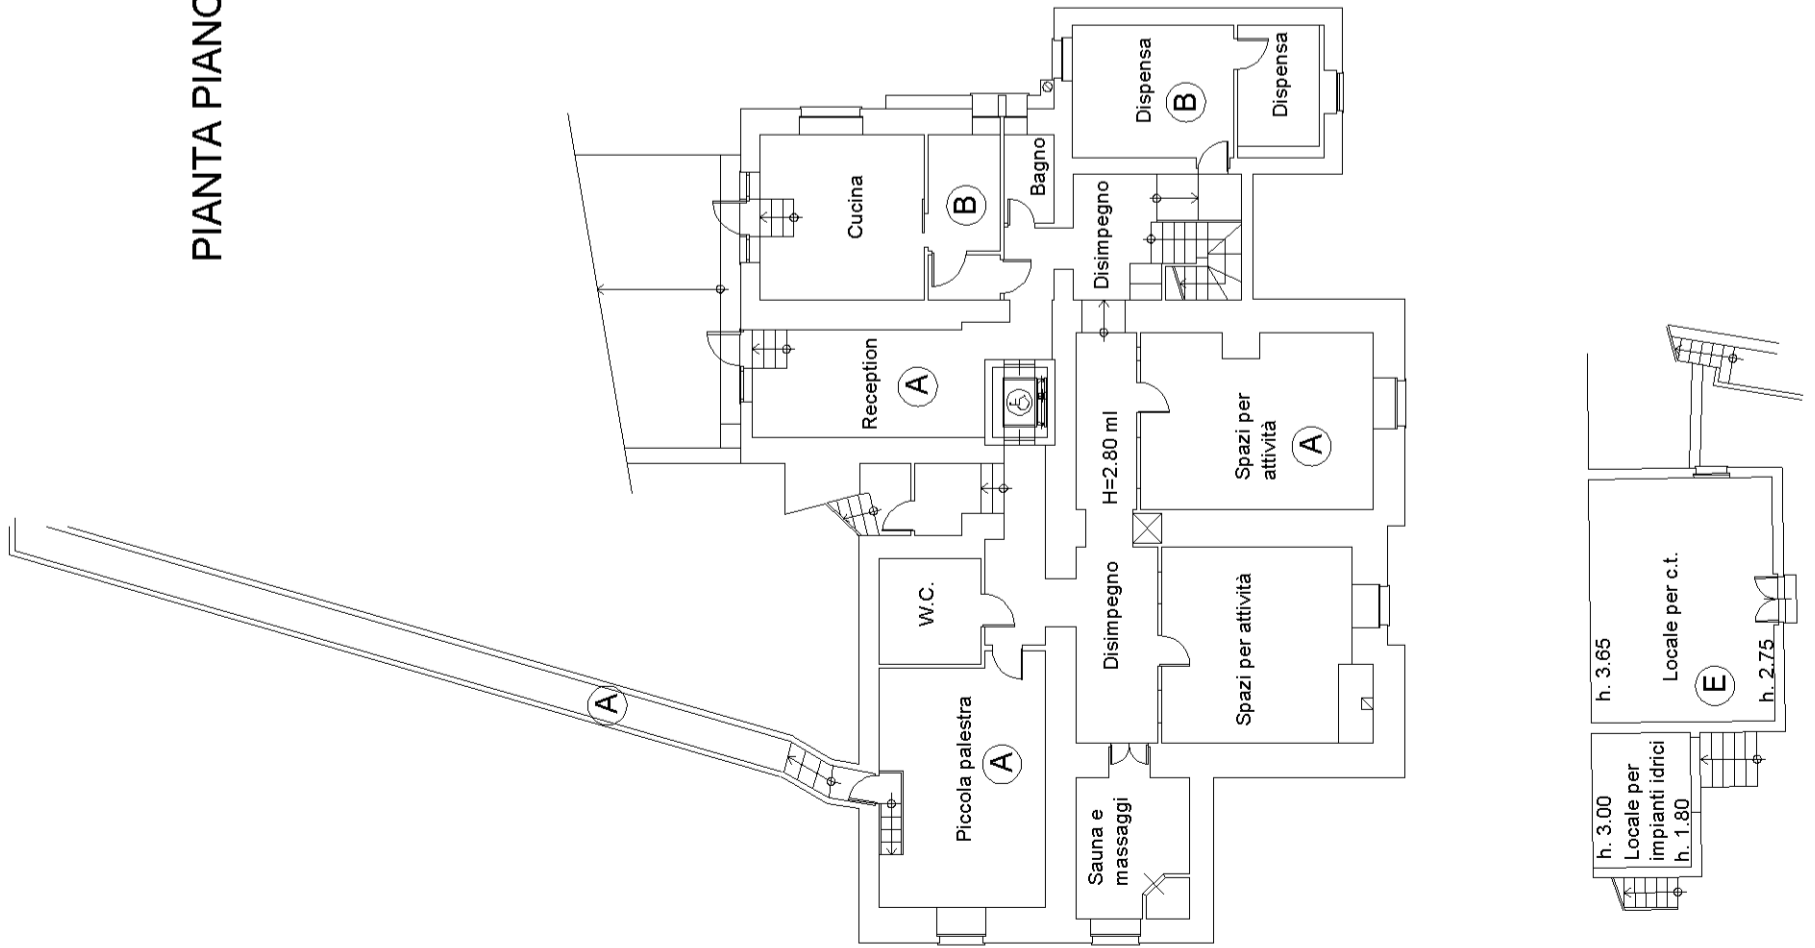 PIANTA PIANO
Dispensa
B
Dispensa
Cucina
B
Bagno
Disimpegno
Reception
A
H=2.80 ml
Spazi per
attività
A
W.C.
Disimpegno
Spazi per attività
A
Piccola palestra
A
Sauna e
massaggi
h. 3.65
Locale per c.t.
E
h. 2.75
h. 3.00
Locale per
impianti idrici
h. 1.80